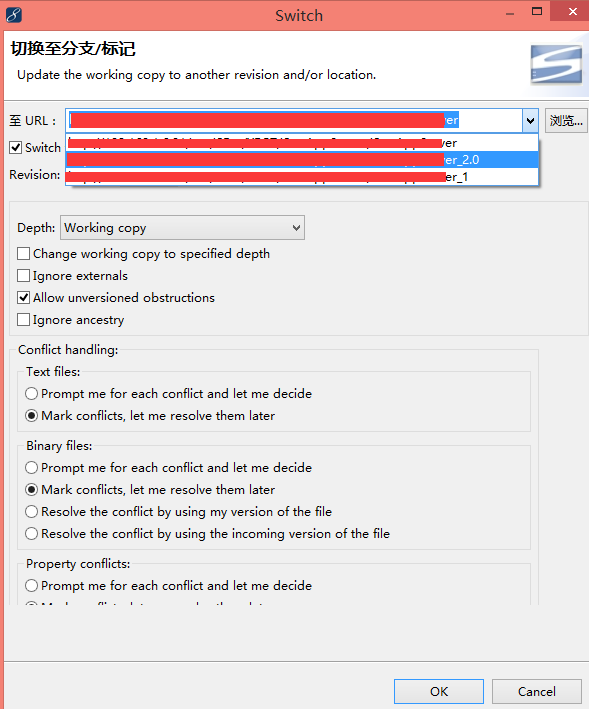 Switch
切换至分支/标记
Update the working copy to another revision and/or location.
至 URL：
ver
浏览...
Switch
ver
ver_2.0
Revision:
ver_1
Depth: Working copy
Change working copy to specified depth
Ignore externals
Allow unversioned obstructions
Ignore ancestry
Conflict handling:
Text files:
Prompt me for each conflict and let me decide
Mark conflicts, let me resolve them later
Binary files:
Prompt me for each conflict and let me decide
Mark conflicts, let me resolve them later
Resolve the conflict by using my version of the file
Resolve the conflict by using the incoming version of the file
Property conflicts:
Prompt me for each conflict and let me decide
OK
Cancel